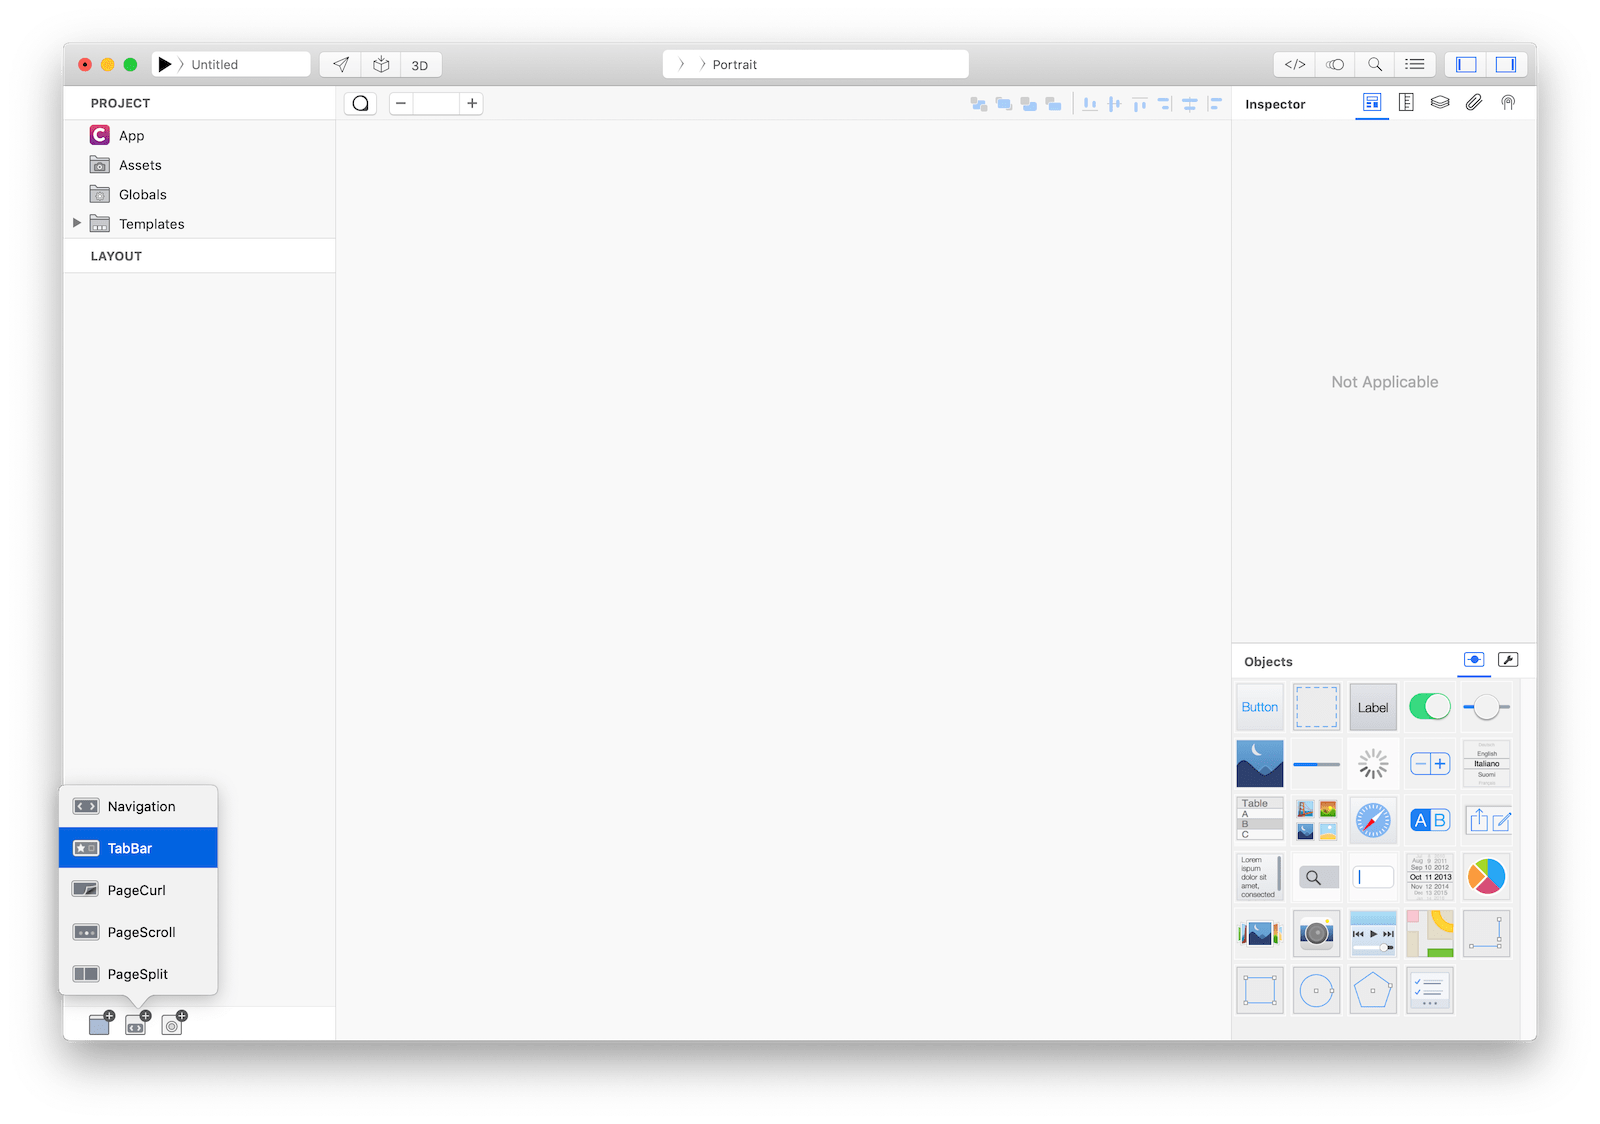 Untitled
3D
Portrait
</>
PROJECT
Inspector
App
Assets
Globals
Templates
LAYOUT
Not Applicable
Objects
Button
Label
English
Italiano
Suomi
Table
A
B
C
A B
Lorem
ispum
dolor sit
amet,
consected
Aug 9 2011
Sep 10 2012
Oct 11 2013
Nov 12 2014
Dec 13 2015
Navigation
TabBar
PageCurl
PageScroll
PageSplit